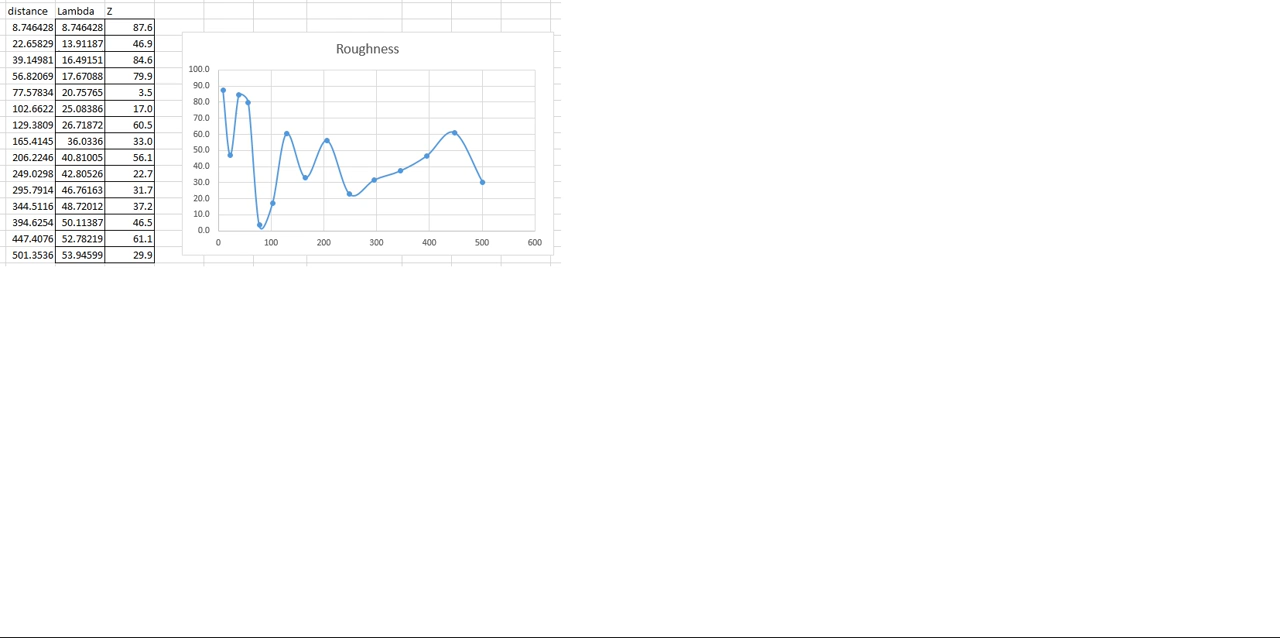 distance Lambda Z
8.746428 8.746428 87.6
22.65829 13.91187 46.9
39.14981 16.49151 84.6
56.82069 17.67088 79.9
77.57834 20.75765 3.5
102.6622 25.08386 17.0
129.3809 26.71872 60.5
165.4145 36.0336 33.0
206.2246 40.81005 56.1
249.0298 42.80526 22.7
295.7914 46.76163 31.7
344.5116 48.72012 37.2
394.6254 50.11387 46.5
447.4076 52.78219 61.1
501.3536 53.94599 29.9
Roughness
100.0
90.0
80.0
70.0
60.0
50.0
40.0
30.0
20.0
10.0
0.0
0 100 200 300 400 500 600